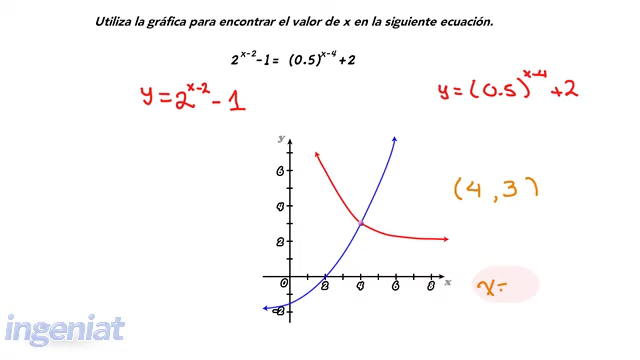 Utiliza la gráfica para encontrar el valor de x en la siguiente ecuación.
2^x-2 -1 = (0.5)^x-4 +2
y = 2^x-2 - 1
y = (0.5)^x-4 + 2
y
6
4
2
0
-2
2
4
6
8
x
(4, 3)
x =
ingeniat